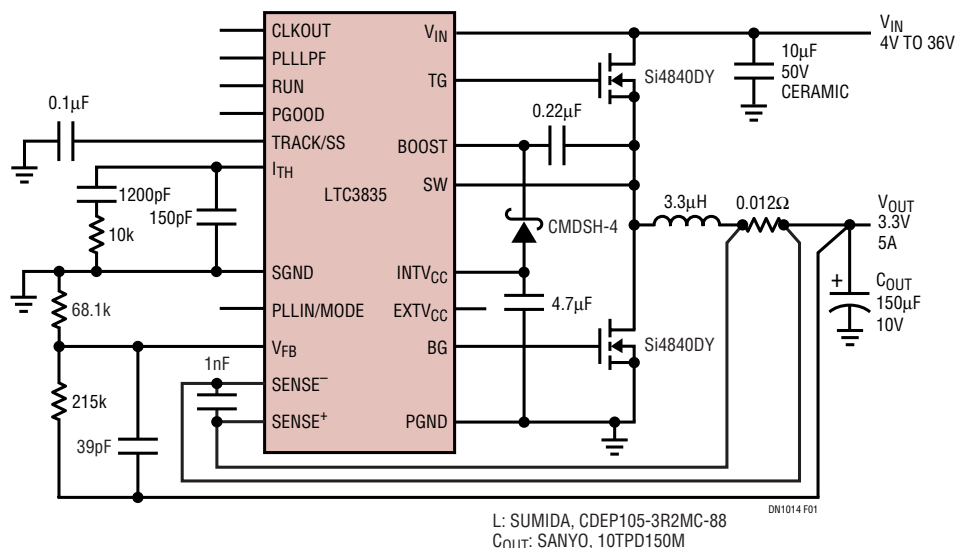 CLKOUT
PLLLPF
RUN
PGOOD
TRACK/SS
ITH
SGND
PLLIN/MODE
VFB
SENSE–
SENSE+
LTC3835
VIN
TG
BOOST
SW
INTVCC
EXTVCC
BG
PGND
0.1µF
1200pF
150pF
10k
68.1k
215k
39pF
1nF
0.22µF
CMDSH-4
4.7µF
Si4840DY
Si4840DY
10µF
50V
CERAMIC
VIN
4V TO 36V
3.3µH
0.012Ω
VOUT
3.3V
5A
+
COUT
150µF
10V
DN1014 F01
L: SUMIDA, CDEP105-3R2MC-88
COUT: SANYO, 10TPD150M